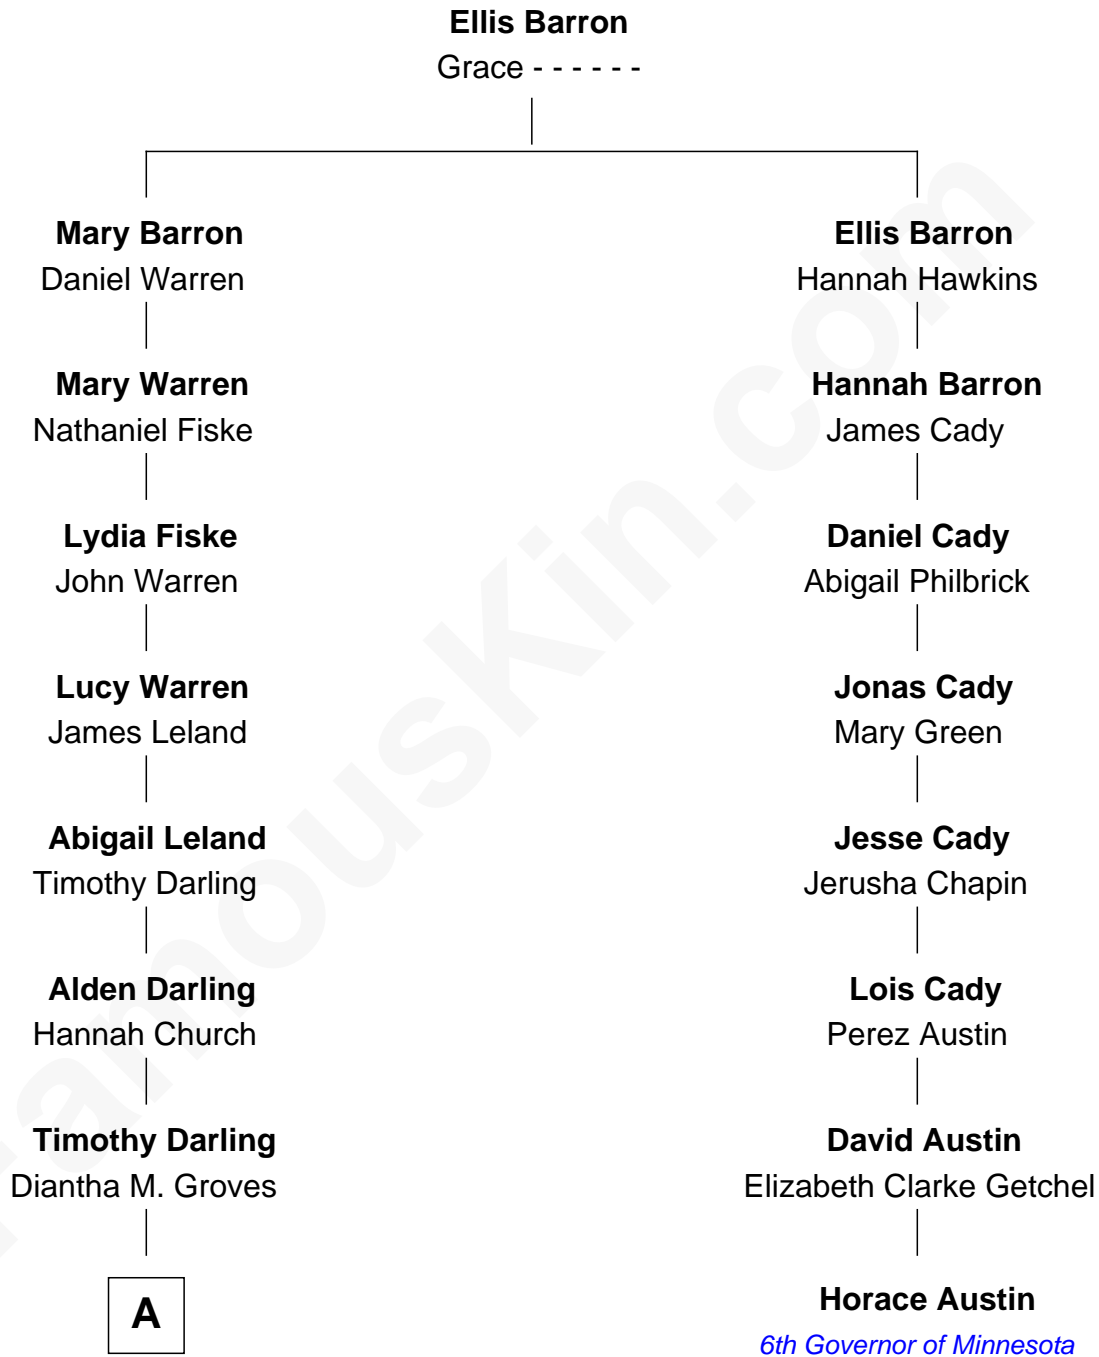 Ellis Barron
Grace - - - - - -
Mary Barron
Daniel Warren
Ellis Barron
Hannah Hawkins
Mary Warren
Nathaniel Fiske
Hannah Barron
James Cady
Lydia Fiske
John Warren
Daniel Cady
Abigail Philbrick
Lucy Warren
James Leland
Jonas Cady
Mary Green
Abigail Leland
Timothy Darling
Jesse Cady
Jerusha Chapin
Alden Darling
Hannah Church
Lois Cady
Perez Austin
Timothy Darling
Diantha M. Groves
David Austin
Elizabeth Clarke Getchel
A
Horace Austin
6th Governor of Minnesota
FamousKin.com